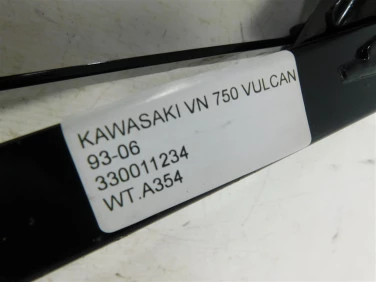 KAWASAKI VN 750 VULCAN
93-06
330011234
WT.A354